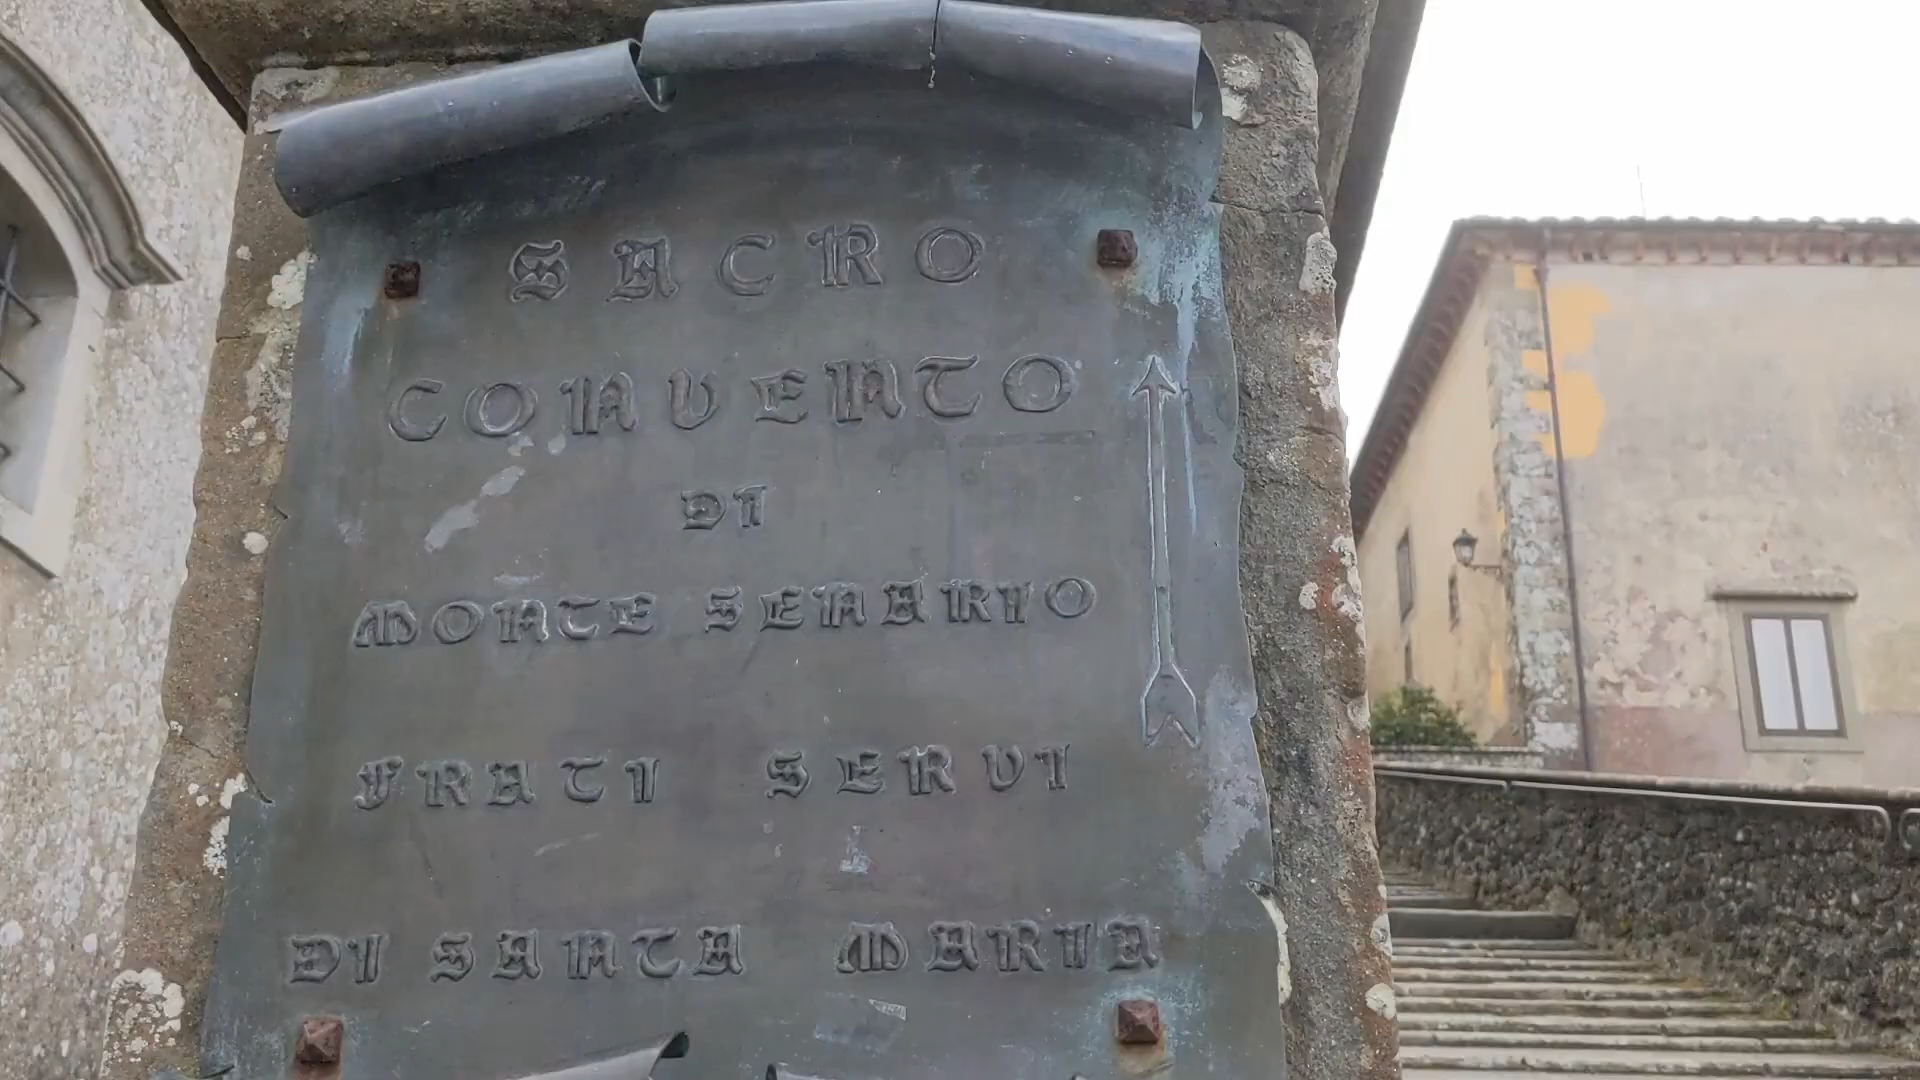 SACRO
CONVENTO
DI
MONTE SENARIO
FRATI SERVI
DI SANTA MARIA